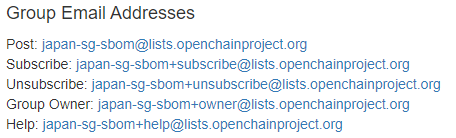 Group Email Addresses
Post: japan-sg-sbom@lists.openchainproject.org
Subscribe: japan-sg-sbom+subscribe@lists.openchainproject.org
Unsubscribe: japan-sg-sbom+unsubscribe@lists.openchainproject.org
Group Owner: japan-sg-sbom+owner@lists.openchainproject.org
Help: japan-sg-sbom+help@lists.openchainproject.org